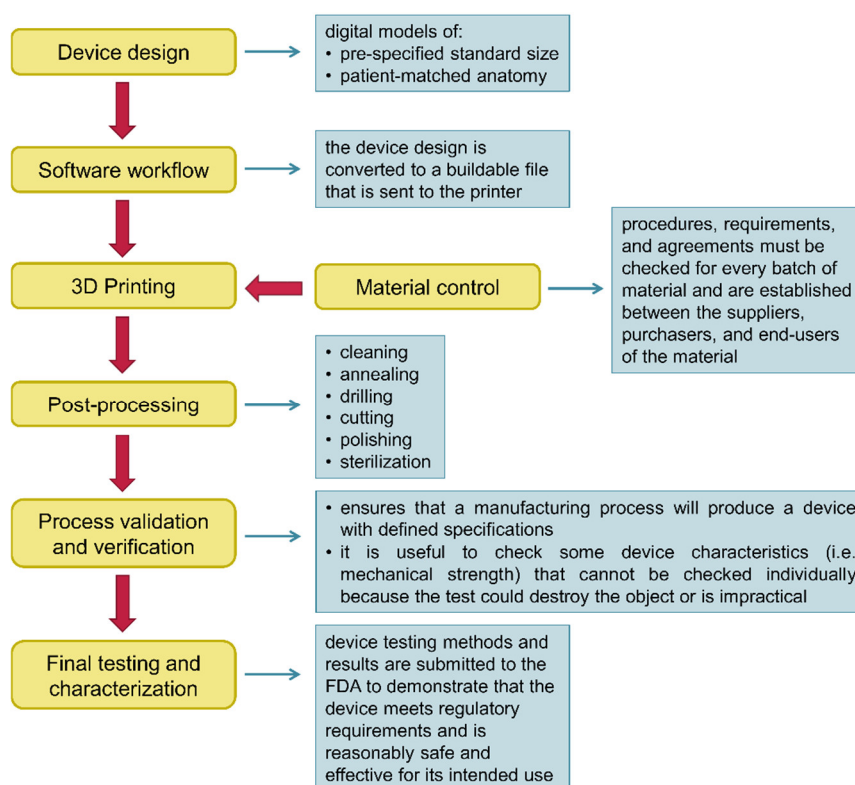 Device design
digital models of:
• pre-specified standard size
• patient-matched anatomy
Software workflow
the device design is
converted to a buildable file
that is sent to the printer
3D Printing
Material control
procedures, requirements,
and agreements must be
checked for every batch of
material and are established
between the suppliers,
purchasers, and end-users
of the material
Post-processing
• cleaning
• annealing
• drilling
• cutting
• polishing
• sterilization
Process validation
and verification
• ensures that a manufacturing process will produce a device
with defined specifications
• it is useful to check some device characteristics (i.e.
mechanical strength) that cannot be checked individually
because the test could destroy the object or is impractical
Final testing and
characterization
device testing methods and
results are submitted to the
FDA to demonstrate that the
device meets regulatory
requirements and is
reasonably safe and
effective for its intended use